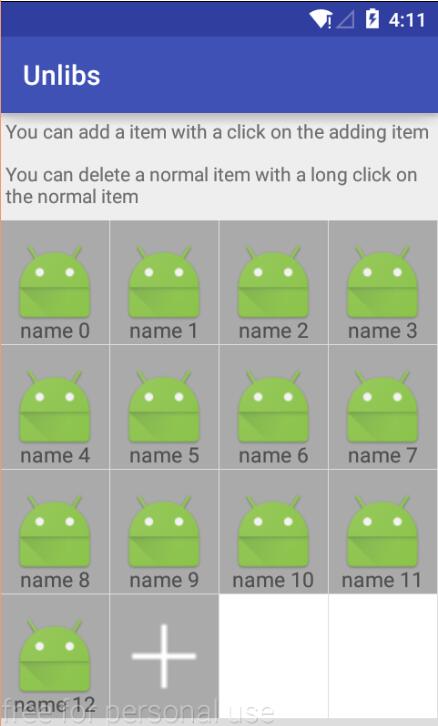 4:11
Unlibs
You can add a item with a click on the adding item
You can delete a normal item with a long click on
the normal item
name 0 name 1 name 2 name 3
name 4 name 5 name 6 name 7
name 8 name 9 name 10 name 11
name 12
free for personal use